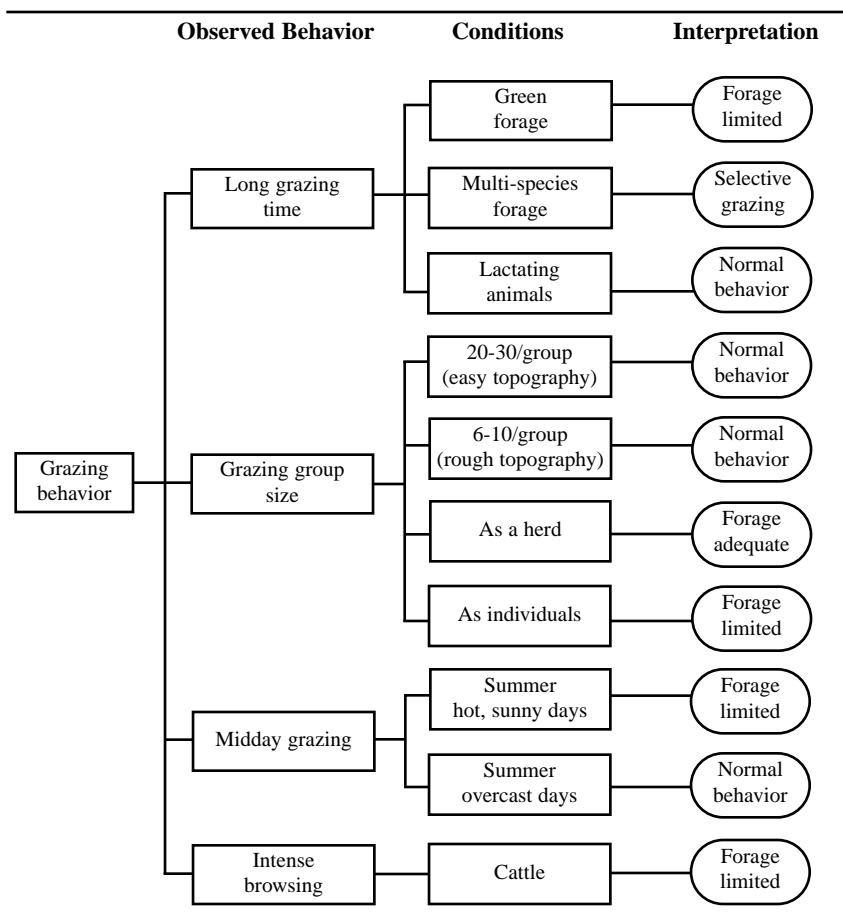 Observed Behavior Conditions Interpretation
Green
forage
Forage
limited
Long grazing
time
Multi-species
forage
Selective
grazing
Lactating
animals
Normal
behavior
20-30/group
(easy topography)
Normal
behavior
6-10/group
(rough topography)
Normal
behavior
Grazing
behavior
Grazing group
size
As a herd
Forage
adequate
As individuals
Forage
limited
Summer
hot, sunny days
Forage
limited
Midday grazing
Summer
overcast days
Normal
behavior
Intense
browsing
Cattle
Forage
limited